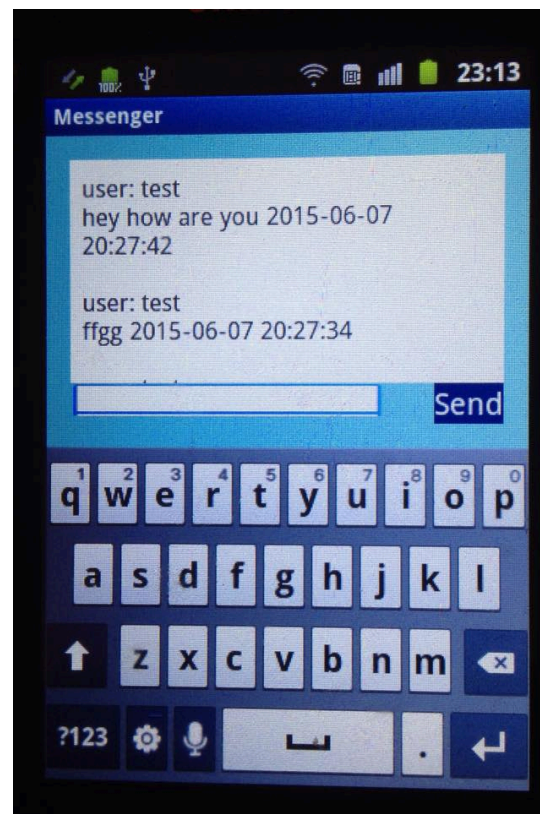 100%
23:13
Messenger
user: test
hey how are you 2015-06-07
20:27:42
user: test
ffgg 2015-06-07 20:27:34
Send
1 2 3 4 5 6 7 8 9 0
q w e r t y u i o p
a s d f g h j k l
z x c v b n m
?123 .